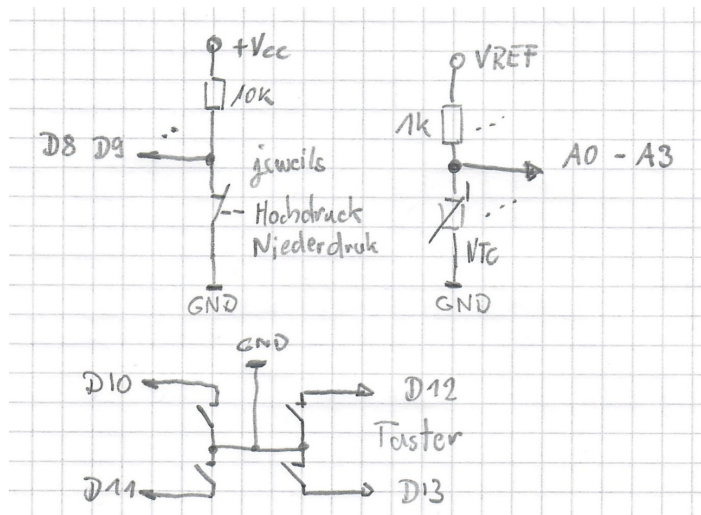 +Vcc
10k
D8 D9
jeweils
Hochdruck
Niederdruk
GND
VREF
1k
A0 - A3
NTC
GND
GND
D10
D12
Taster
D11
D13